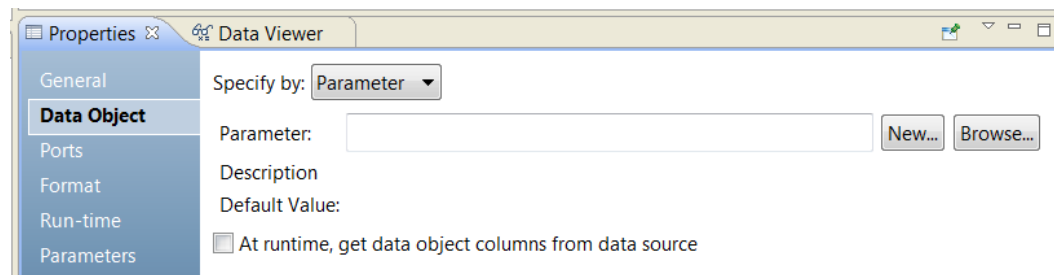 Properties Data Viewer
General
Specify by: Parameter
Data Object
Parameter: New... Browse...
Ports
Description
Format
Default Value:
Run-time
At runtime, get data object columns from data source
Parameters